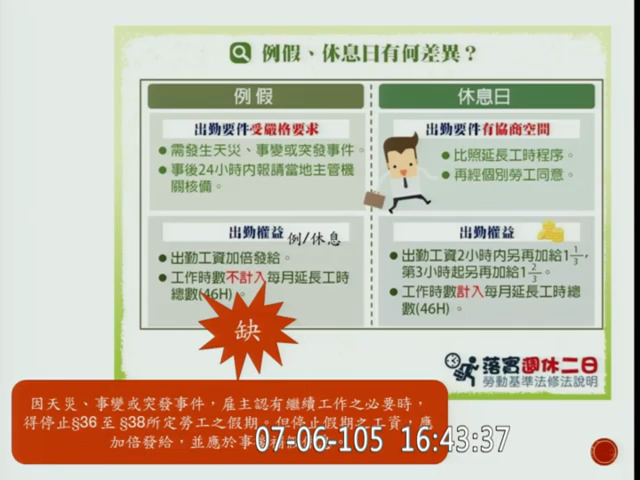 例假、休息日有何差異？
例假
休息日
出勤要件受嚴格要求
● 需發生天災、事變或突發事件。
● 事後24小時內報請當地主管機
關核備。
出勤要件有協商空間
● 比照延長工時程序。
● 再經個別勞工同意。
出勤權益
例/休息
● 出勤工資加倍發給。
● 工作時數不計入每月延長工時
總數(46H)。
出勤權益
● 出勤工資2小時內另再加給1 1/3，
第3小時起另再加給1 2/3。
● 工作時數計入每月延長工時總
數(46H)。
缺
落實週休二日
勞動基準法修法說明
因天災、事變或突發事件，雇主認有繼續工作之必要時，
得停止§36 至 §38所定勞工之假期。但停止假期之工資，應
加倍發給，並應於事
07-06-105 16:43:37